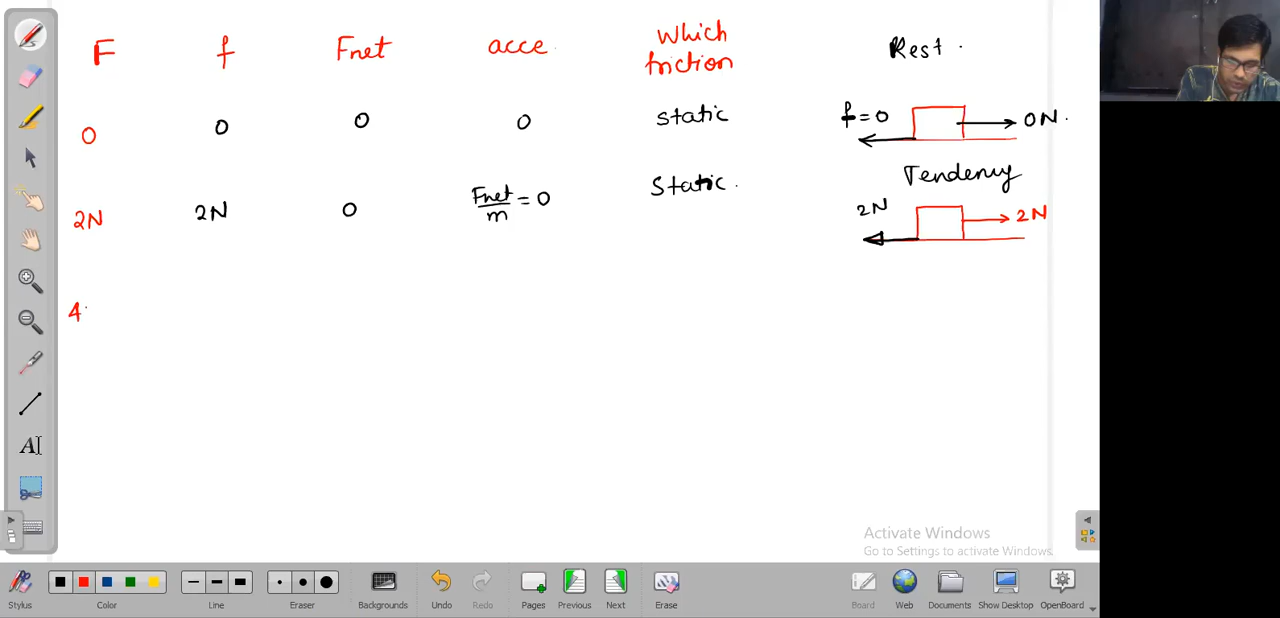 F f Fnet acce Which friction Rest.
0 0 0 0 static f=0 0N.
Tendency
2N 2N 0 Fnet/m = 0 Static. 2N 2N
4
Activate Windows
Go to Settings to activate Windows.
Stylus Color Line Eraser Backgrounds Undo Redo Pages Previous Next Erase Board Web Documents Show Desktop OpenBoard